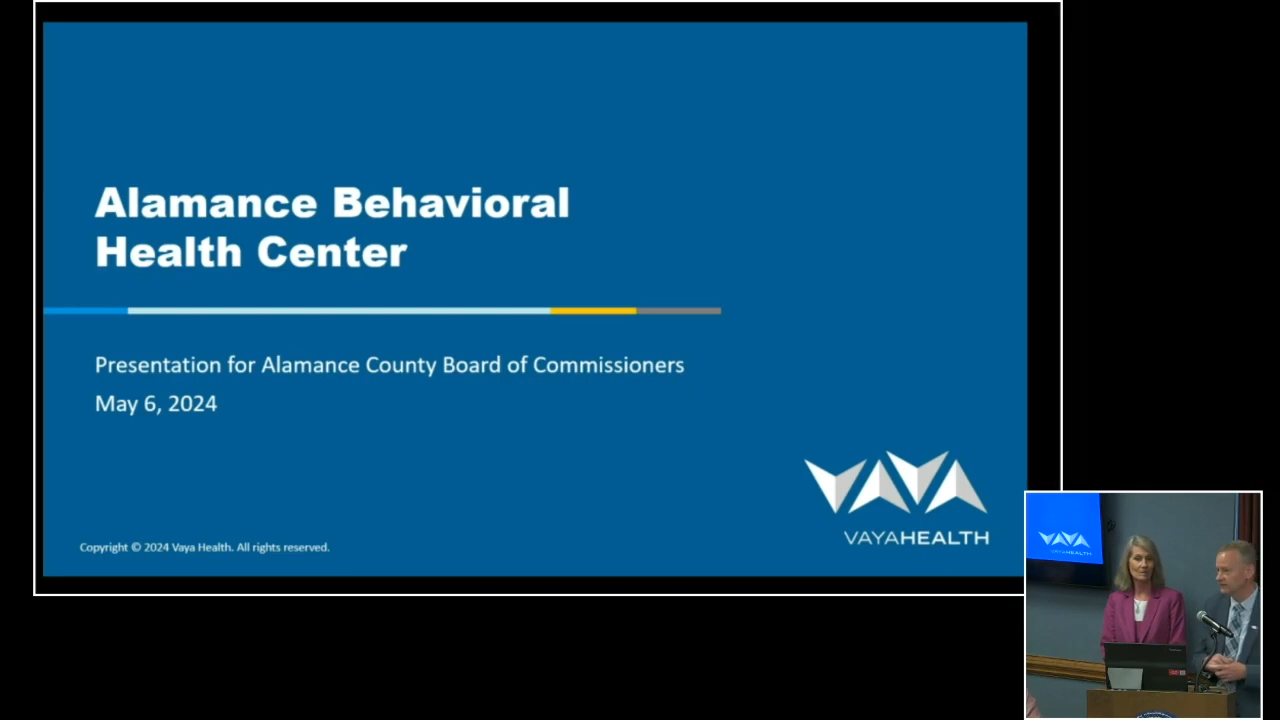 Alamance Behavioral
Health Center
Presentation for Alamance County Board of Commissioners
May 6, 2024
VAYAHEALTH
Copyright © 2024 Vaya Health. All rights reserved.
VAYAHEALTH